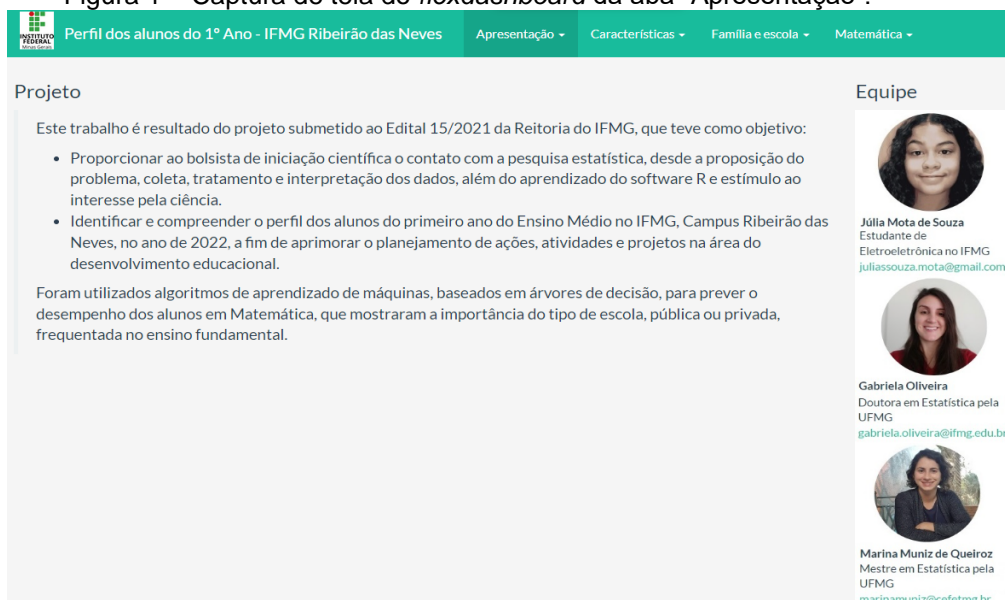 Figura 1 – Captura de tela do flexdashboard da aba “Apresentação”.
INSTITUTO
FEDERAL
Minas Gerais
Perfil dos alunos do 1º Ano - IFMG Ribeirão das Neves
Apresentação
Características
Família e escola
Matemática
Projeto
Este trabalho é resultado do projeto submetido ao Edital 15/2021 da Reitoria do IFMG, que teve como objetivo:
• Proporcionar ao bolsista de iniciação científica o contato com a pesquisa estatística, desde a proposição do
problema, coleta, tratamento e interpretação dos dados, além do aprendizado do software R e estímulo ao
interesse pela ciência.
• Identificar e compreender o perfil dos alunos do primeiro ano do Ensino Médio no IFMG, Campus Ribeirão das
Neves, no ano de 2022, a fim de aprimorar o planejamento de ações, atividades e projetos na área do
desenvolvimento educacional.
Foram utilizados algoritmos de aprendizado de máquinas, baseados em árvores de decisão, para prever o
desempenho dos alunos em Matemática, que mostraram a importância do tipo de escola, pública ou privada,
frequentada no ensino fundamental.
Equipe
Júlia Mota de Souza
Estudante de
Eletroeletrônica no IFMG
juliassouza.mota@gmail.com
Gabriela Oliveira
Doutora em Estatística pela
UFMG
gabriela.oliveira@ifmg.edu.br
Marina Muniz de Queiroz
Mestre em Estatística pela
UFMG
marinamuniz@cefetmg.br